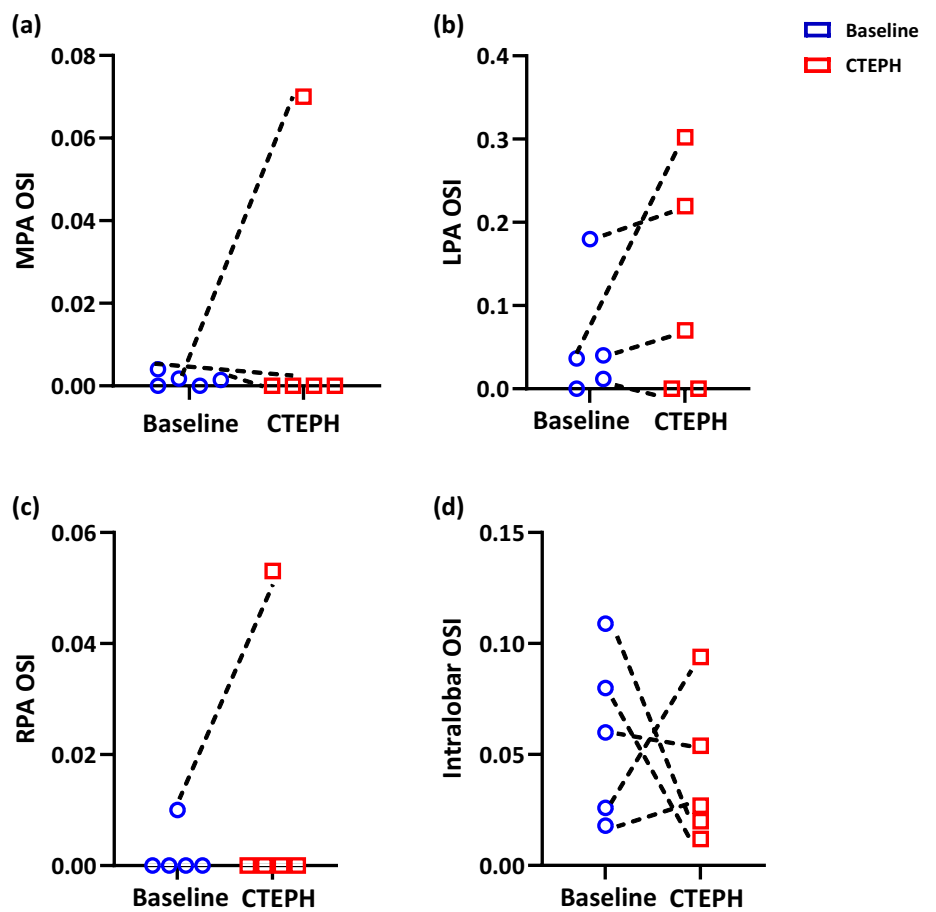 (a)
(b)
Baseline
CTEPH
MPA OSI
0.08
0.06
0.04
0.02
0.00
Baseline
CTEPH
LPA OSI
0.4
0.3
0.2
0.1
0.0
Baseline
CTEPH
(c)
(d)
RPA OSI
0.06
0.04
0.02
0.00
Baseline
CTEPH
Intralobar OSI
0.15
0.10
0.05
0.00
Baseline
CTEPH